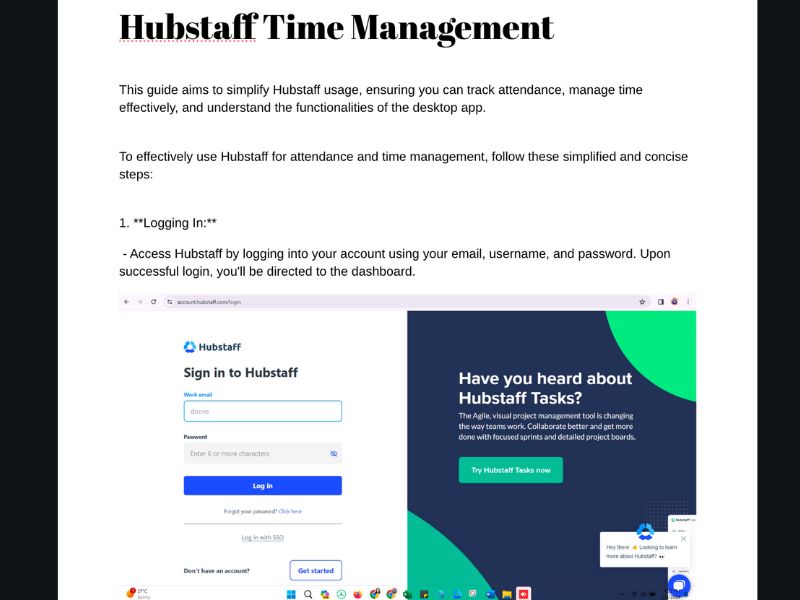 Hubstaff Time Management
This guide aims to simplify Hubstaff usage, ensuring you can track attendance, manage time
effectively, and understand the functionalities of the desktop app.
To effectively use Hubstaff for attendance and time management, follow these simplified and concise
steps:
1. **Logging In:**
- Access Hubstaff by logging into your account using your email, username, and password. Upon
successful login, you'll be directed to the dashboard.
account.hubstaff.com/login
Hubstaff
Sign in to Hubstaff
Work email
Password
Enter 6 or more characters
Log in
Forgot your password? Click here
Log in with SSO
Don't have an account?
Get started
Have you heard about
Hubstaff Tasks?
The Agile, visual project management tool is changing
the way teams work. Collaborate better and get more
done with focused sprints and detailed project boards.
Try Hubstaff Tasks now
Hey there 👋 Looking to learn
more about Hubstaff? 👀
27°C
Sunny